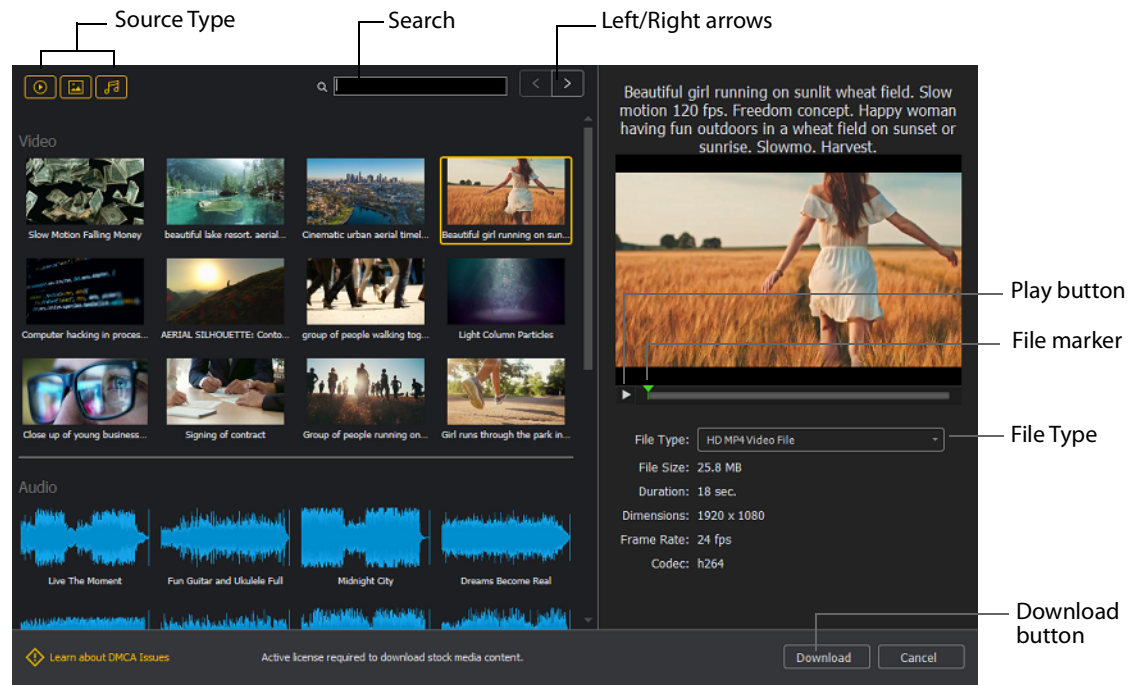 Source Type
Search
Left/Right arrows
Beautiful girl running on sunlit wheat field. Slow
motion 120 fps. Freedom concept. Happy woman
having fun outdoors in a wheat field on sunset or
sunrise. Slowmo. Harvest.
Video
Slow Motion Falling Money
beautiful lake resort. aerial...
Cinematic urban aerial timel...
Beautiful girl running on sun...
Computer hacking in proces...
AERIAL SILHOUETTE: Conto...
group of people walking tog...
Light Column Particles
Close up of young business...
Signing of contract
Group of people running on...
Girl runs through the park in...
Play button
File marker
File Type: HD MP4 Video File
File Type
File Size: 25.8 MB
Duration: 18 sec.
Dimensions: 1920 x 1080
Frame Rate: 24 fps
Codec: h264
Audio
Live The Moment
Fun Guitar and Ukulele Full
Midnight City
Dreams Become Real
Download
button
Learn about DMCA Issues
Active license required to download stock media content.
Download
Cancel